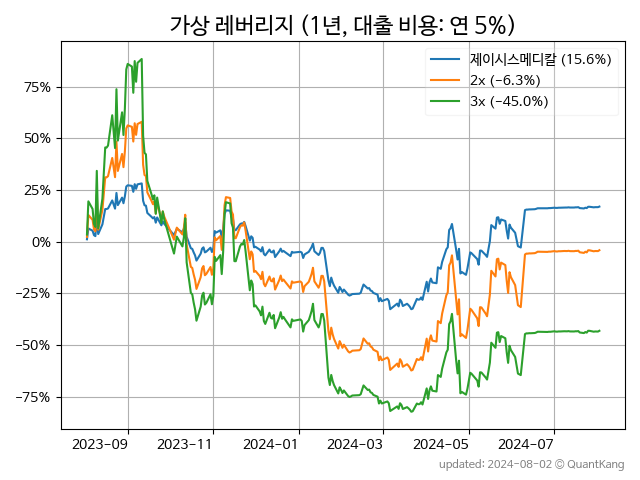 가상 레버리지 (1년, 대출 비용: 연 5%)
제이시스메디칼 (15.6%)
2x (−6.3%)
3x (−45.0%)
75%
50%
25%
0%
−25%
−50%
−75%
2023-09 2023-11 2024-01 2024-03 2024-05 2024-07
updated: 2024-08-02 © QuantKang